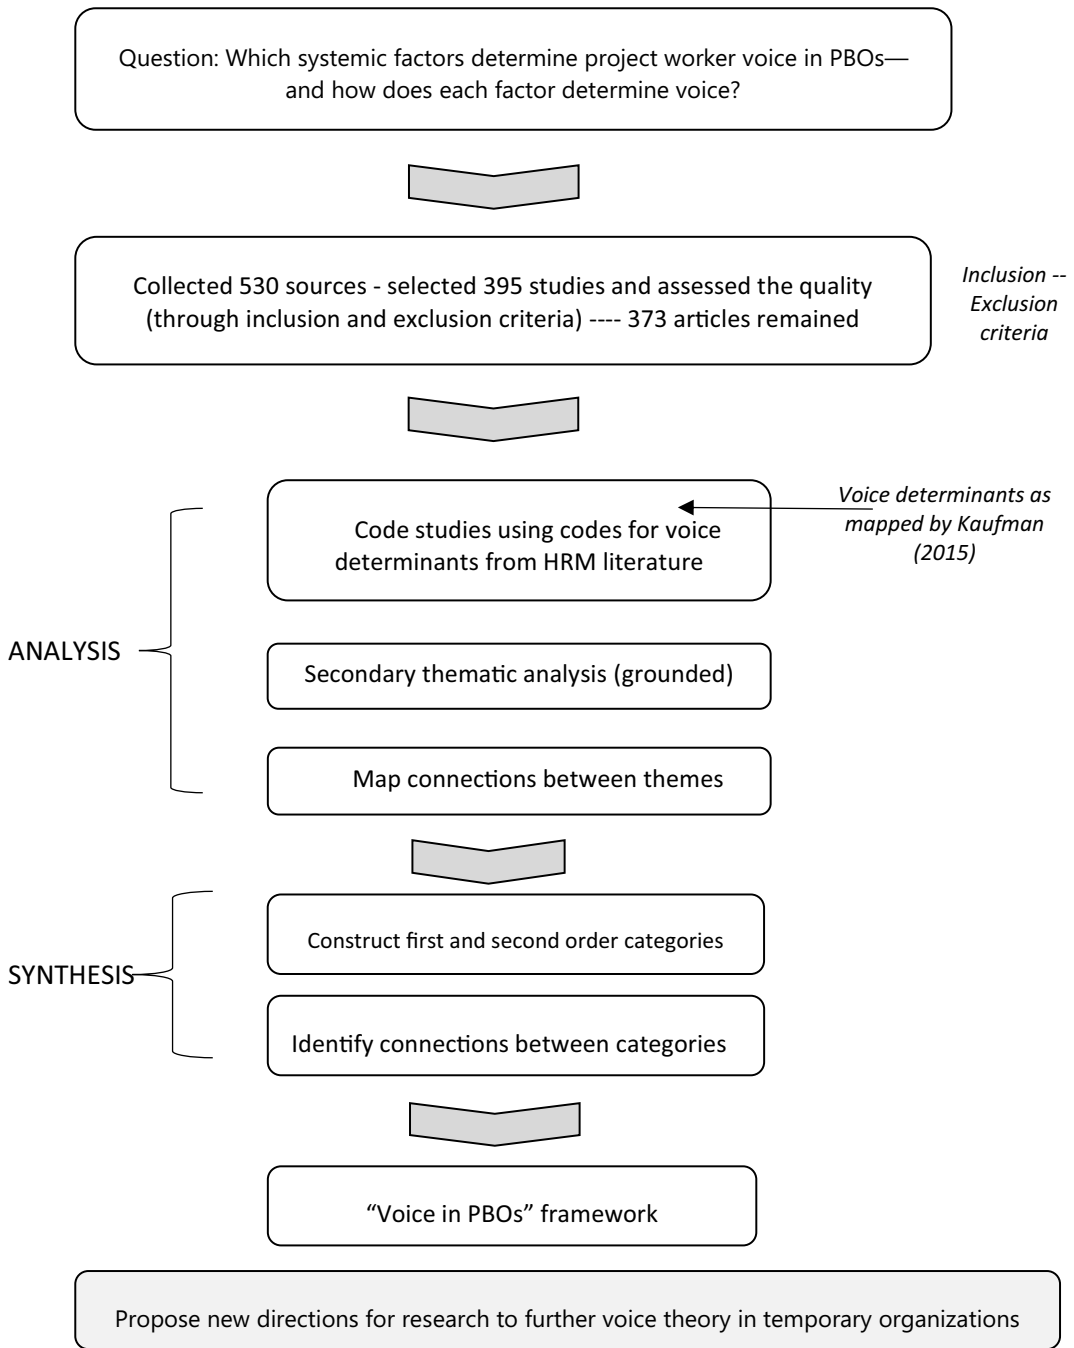 Question: Which systemic factors determine project worker voice in PBOs—
and how does each factor determine voice?
Collected 530 sources - selected 395 studies and assessed the quality
(through inclusion and exclusion criteria) ---- 373 articles remained
Inclusion --
Exclusion
criteria
Code studies using codes for voice
determinants from HRM literature
Voice determinants as
mapped by Kaufman
(2015)
ANALYSIS
Secondary thematic analysis (grounded)
Map connections between themes
Construct first and second order categories
SYNTHESIS
Identify connections between categories
“Voice in PBOs” framework
Propose new directions for research to further voice theory in temporary organizations